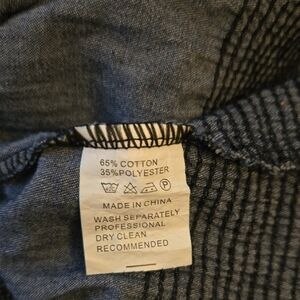 65% COTTON
35%POLYESTER
P
MADE IN CHINA
WASH SEPARATELY
PROFESSIONAL
DRY CLEAN
RECOMMENDED